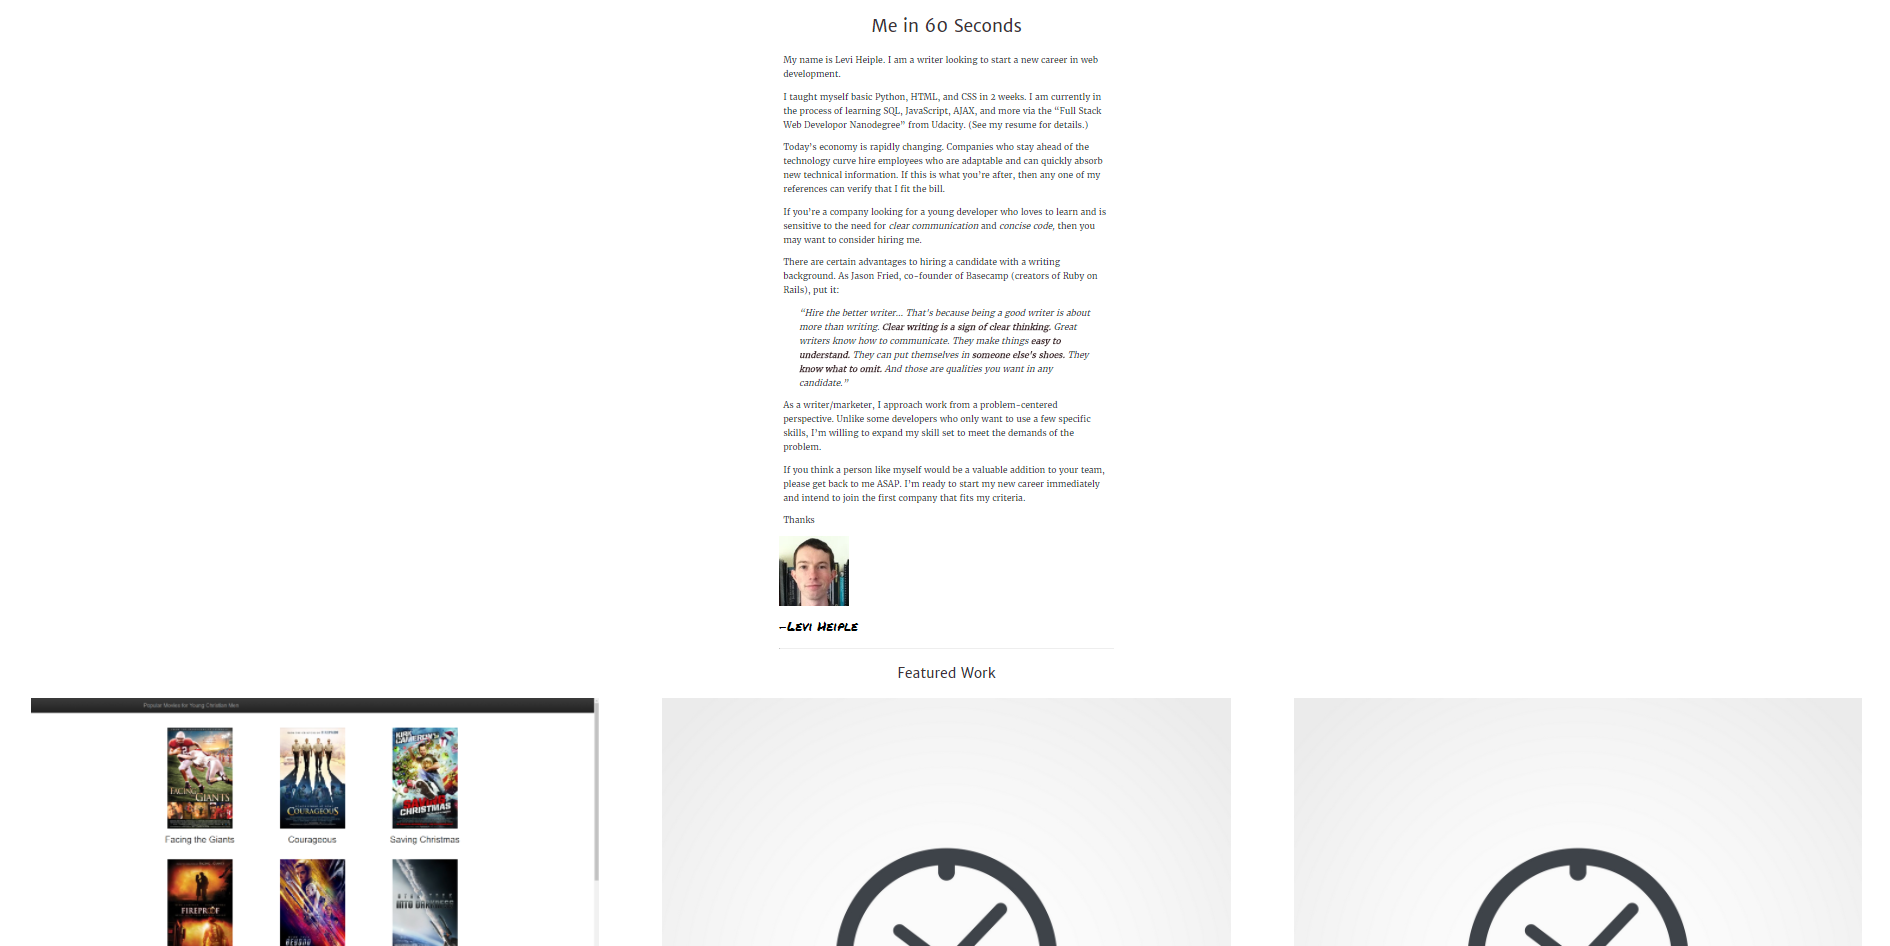 Me in 60 Seconds
My name is Levi Heiple. I am a writer looking to start a new career in web
development.
I taught myself basic Python, HTML, and CSS in 2 weeks. I am currently in
the process of learning SQL, JavaScript, AJAX, and more via the “Full Stack
Web Developor Nanodegree” from Udacity. (See my resume for details.)
Today’s economy is rapidly changing. Companies who stay ahead of the
technology curve hire employees who are adaptable and can quickly absorb
new technical information. If this is what you’re after, then any one of my
references can verify that I fit the bill.
If you’re a company looking for a young developer who loves to learn and is
sensitive to the need for clear communication and concise code, then you
may want to consider hiring me.
There are certain advantages to hiring a candidate with a writing
background. As Jason Fried, co-founder of Basecamp (creators of Ruby on
Rails), put it:
“Hire the better writer... That’s because being a good writer is about
more than writing. Clear writing is a sign of clear thinking. Great
writers know how to communicate. They make things easy to
understand. They can put themselves in someone else’s shoes. They
know what to omit. And those are qualities you want in any
candidate.”
As a writer/marketer, I approach work from a problem-centered
perspective. Unlike some developers who only want to use a few specific
skills, I’m willing to expand my skill set to meet the demands of the
problem.
If you think a person like myself would be a valuable addition to your team,
please get back to me ASAP. I’m ready to start my new career immediately
and intend to join the first company that fits my criteria.
Thanks
–Levi Heiple
Featured Work
Popular Movies for Young Christian Men
FACING THE GIANTS
COURAGEOUS
KIRK CAMERON'S
SAVING CHRISTMAS
Facing the Giants
Courageous
Saving Christmas
FIREPROOF
BEYOND
INTO DARKNESS